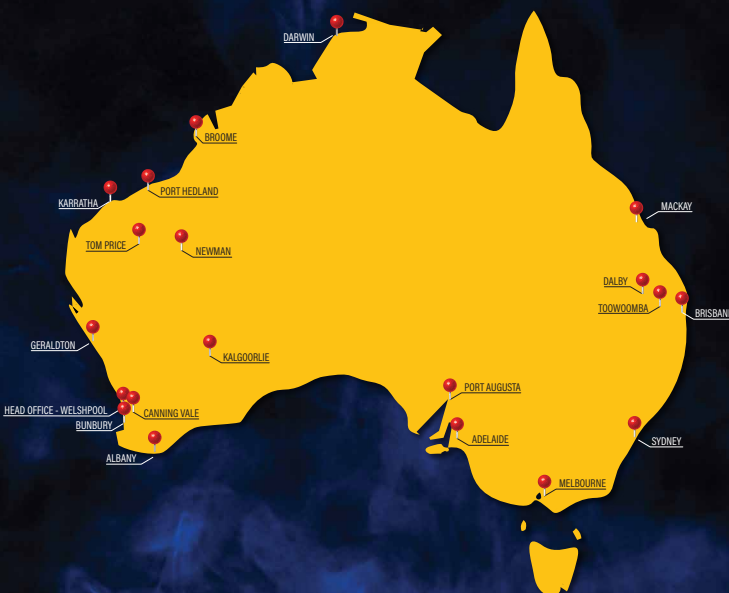 DARWIN
BROOME
PORT HEDLAND
KARRATHA
MACKAY
TOM PRICE
NEWMAN
DALBY
TOOWOOMBA
GERALDTON
KALGOORLIE
PORT AUGUSTA
HEAD OFFICE - WELSHPOOL
CANNING VALE
BUNBURY
ADELAIDE
SYDNEY
ALBANY
MELBOURNE